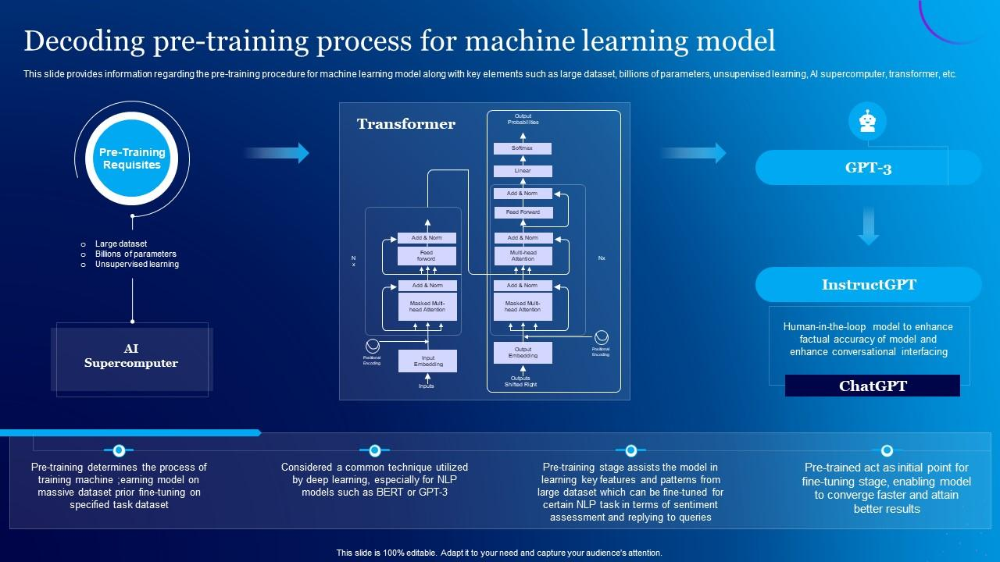 Decoding pre-training process for machine learning model
This slide provides information regarding the pre-training procedure for machine learning model along with key elements such as large dataset, billions of parameters, unsupervised learning, AI supercomputer, transformer, etc.
Pre-Training
Requisites
o Large dataset
o Billions of parameters
o Unsupervised learning
AI
Supercomputer
Transformer
Output
Probabilities
Softmax
Linear
Add & Norm
Feed Forward
Add & Norm
Multi-head
Attention
Add & Norm
Masked Multi-
head Attention
Nx
Positional
Encoding
Output
Embedding
Outputs
Shifted Right
Add & Norm
Feed
forward
Add & Norm
Masked Multi-
head Attention
N
x
Positional
Encoding
Input
Embedding
Inputs
GPT-3
InstructGPT
Human-in-the-loop model to enhance
factual accuracy of model and
enhance conversational interfacing
ChatGPT
Pre-training determines the process of
training machine ;earning model on
massive dataset prior fine-tuning on
specified task dataset
Considered a common technique utilized
by deep learning, especially for NLP
models such as BERT or GPT-3
Pre-training stage assists the model in
learning key features and patterns from
large dataset which can be fine-tuned for
certain NLP task in terms of sentiment
assessment and replying to queries
Pre-trained act as initial point for
fine-tuning stage, enabling model
to converge faster and attain
better results
This slide is 100% editable. Adapt it to your need and capture your audience's attention.